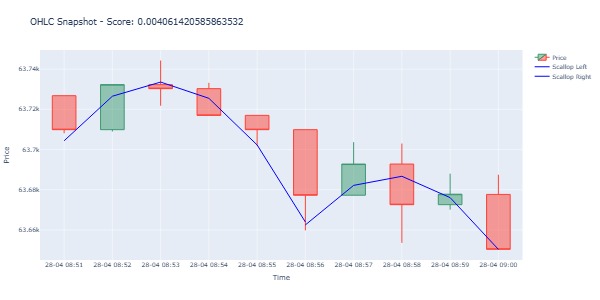 OHLC Snapshot - Score: 0.004061420585863532
63.74k
63.72k
63.7k
63.68k
63.66k
Price
28-04 08:51
28-04 08:52
28-04 08:53
28-04 08:54
28-04 08:55
28-04 08:56
28-04 08:57
28-04 08:58
28-04 08:59
28-04 09:00
Time
Price
Scallop Left
Scallop Right